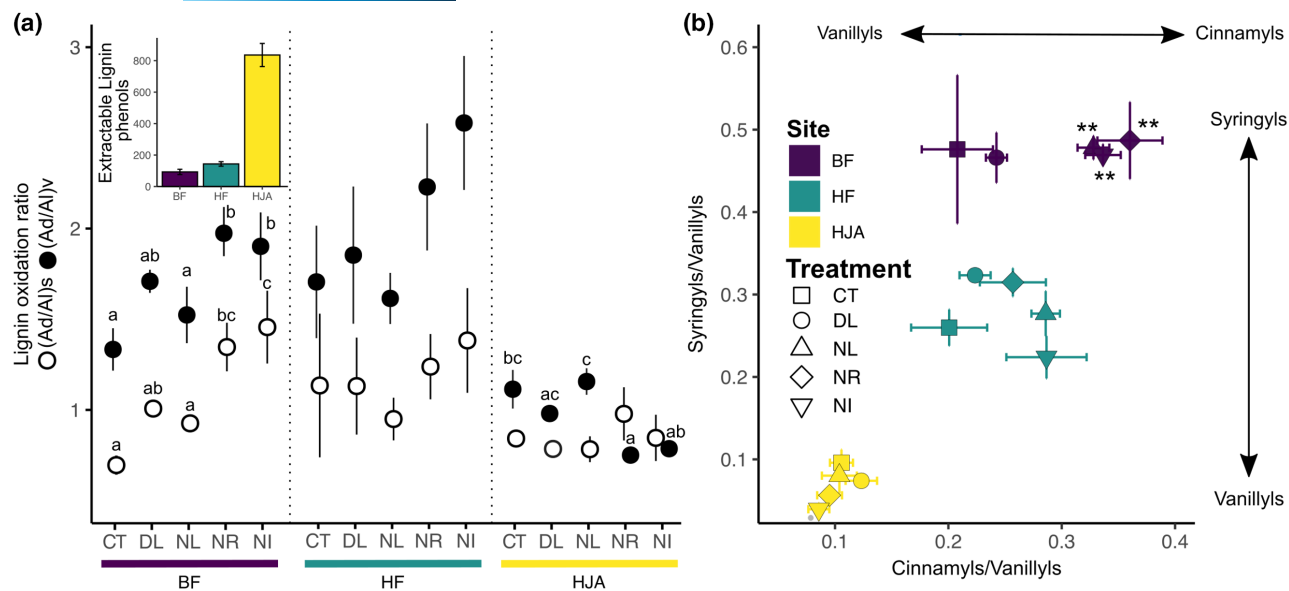 (a)
3
2
1
Lignin oxidation ratio
(Ad/Al)s (Ad/Al)v
Extractable Lignin
phenols
800
600
400
200
0
BF HF HJA
a ab a b b
a ab a bc c
bc ac c a ab
CT DL NL NR NI CT DL NL NR NI CT DL NL NR NI
BF HF HJA
(b)
Vanillyls Cinnamyls
0.6
0.5
0.4
0.3
0.2
0.1
Syringyls/Vanillyls
Site
BF
HF
HJA
Treatment
CT
DL
NL
NR
NI
** **
**
Syringyls
Vanillyls
0.1 0.2 0.3 0.4
Cinnamyls/Vanillyls